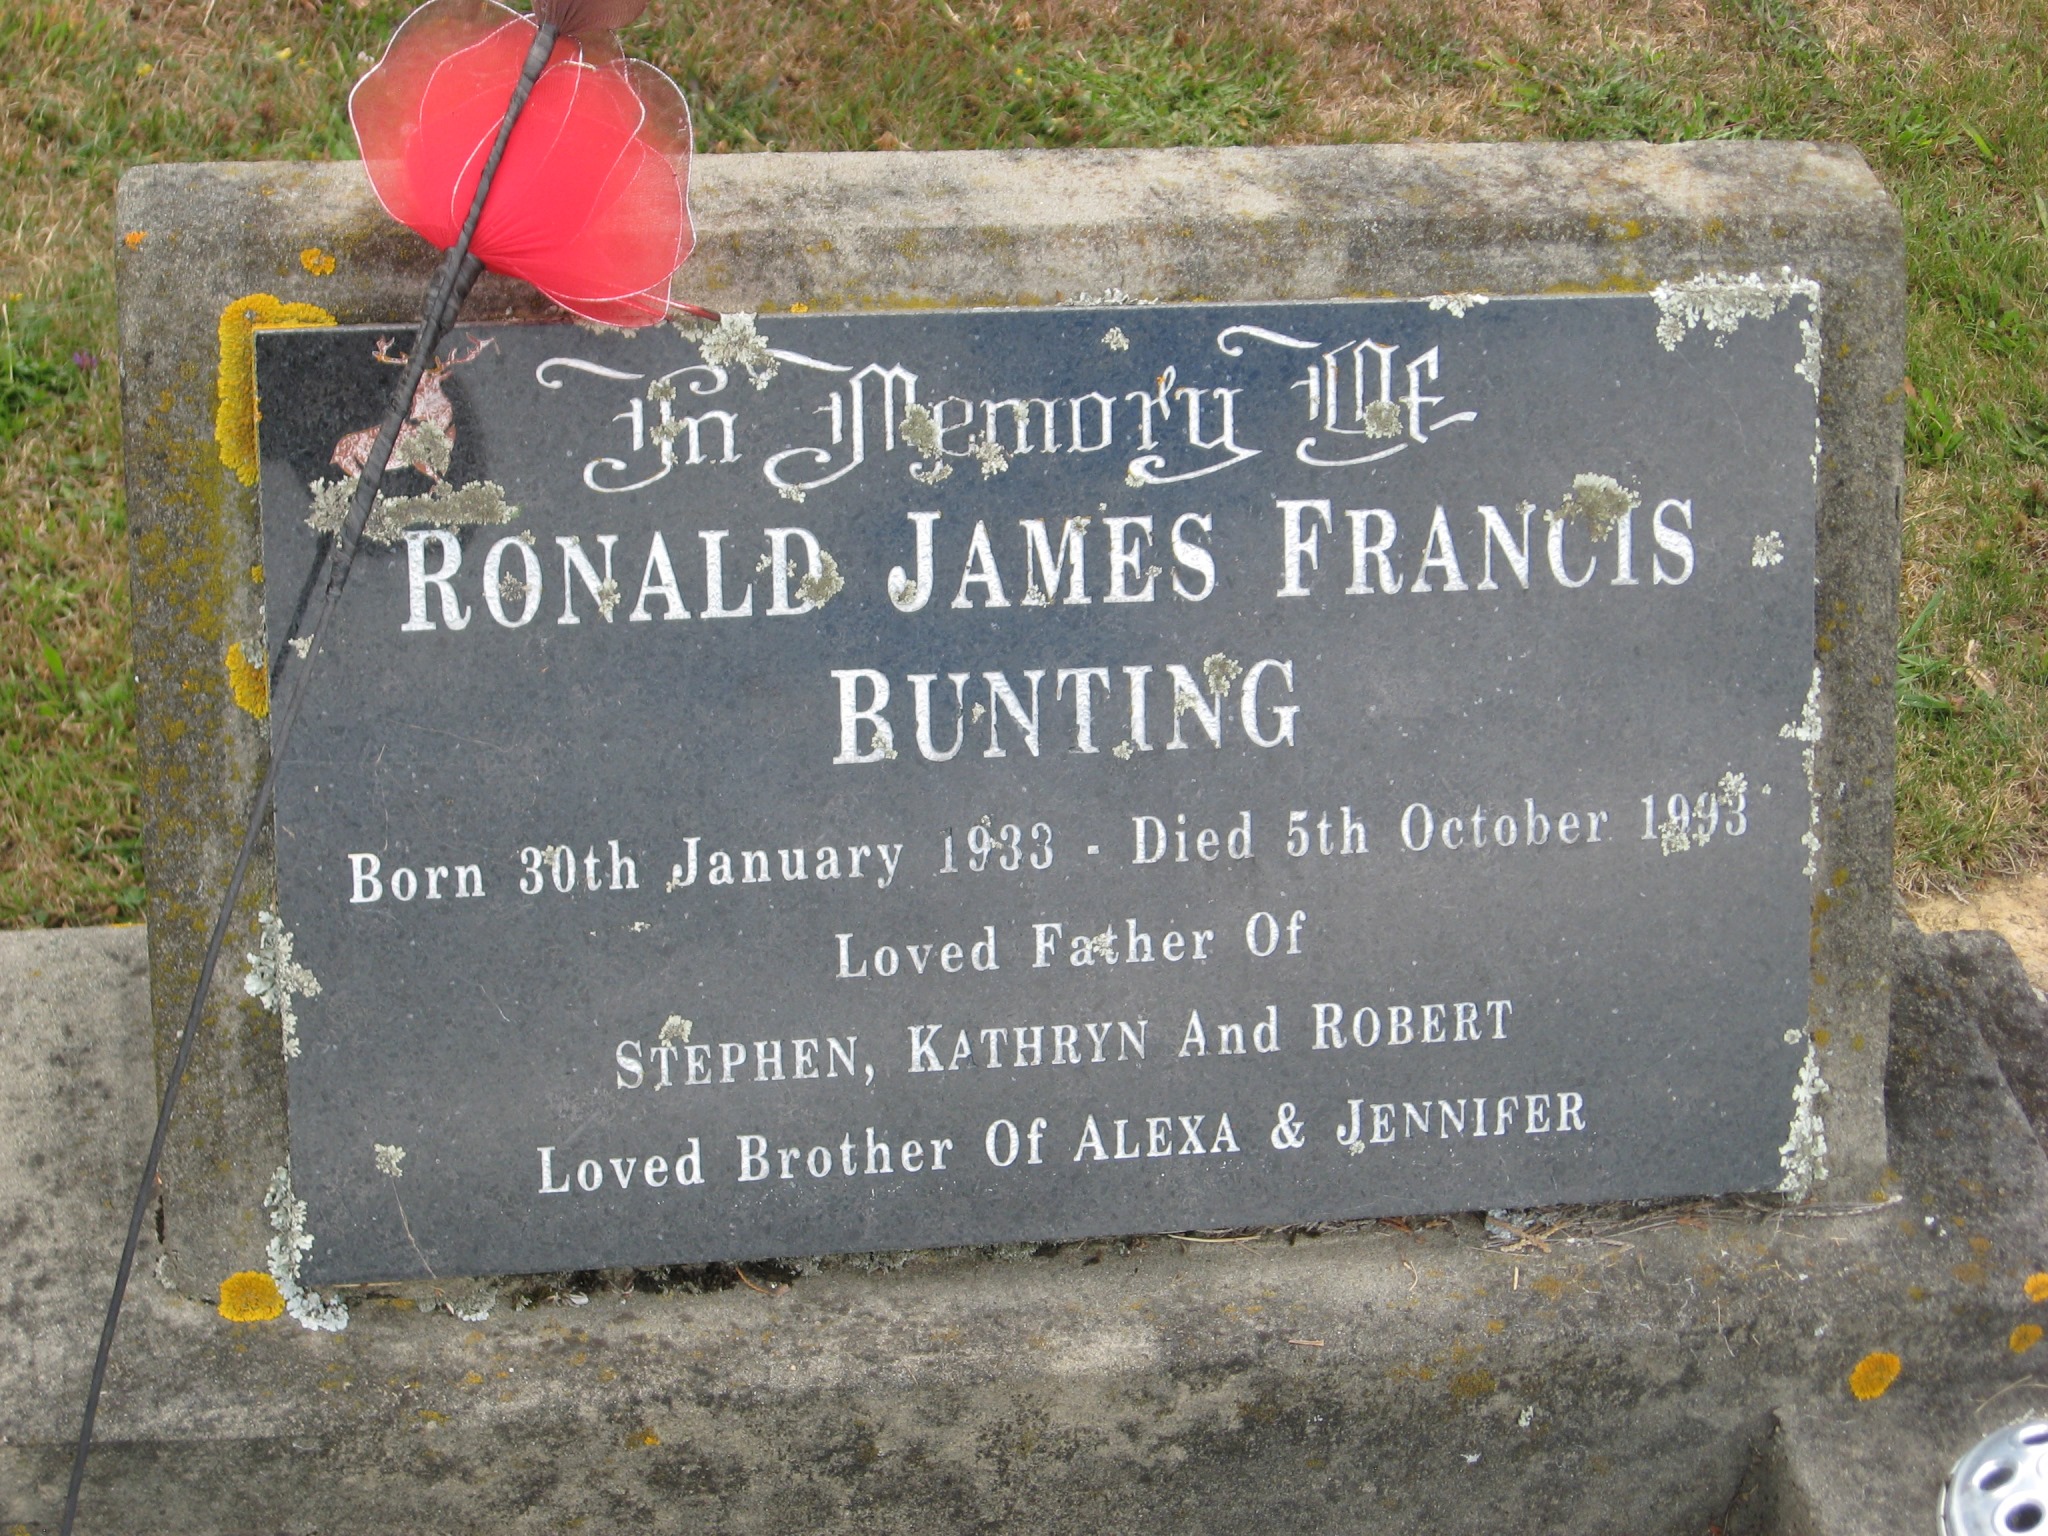 In Memory Of
RONALD JAMES FRANCIS
BUNTING
Born 30th January 1933 - Died 5th October 1993
Loved Father Of
STEPHEN, KATHRYN And ROBERT
Loved Brother Of ALEXA & JENNIFER